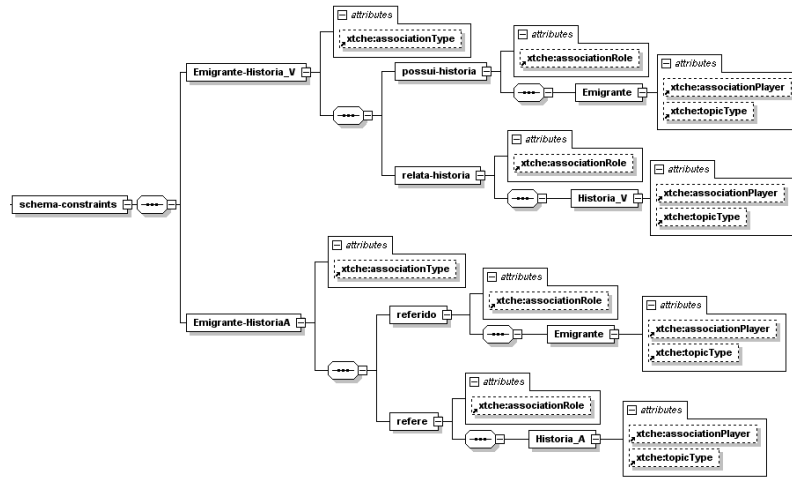 attributes
xtche:associationType
Emigrante-Historia_V
possui-historia
attributes
xtche:associationRole
Emigrante
attributes
xtche:associationPlayer
xtche:topicType
relata-historia
attributes
xtche:associationRole
Historia_V
attributes
xtche:associationPlayer
xtche:topicType
schema-constraints
attributes
xtche:associationType
Emigrante-HistoriaA
referido
attributes
xtche:associationRole
Emigrante
attributes
xtche:associationPlayer
xtche:topicType
refere
attributes
xtche:associationRole
Historia_A
attributes
xtche:associationPlayer
xtche:topicType